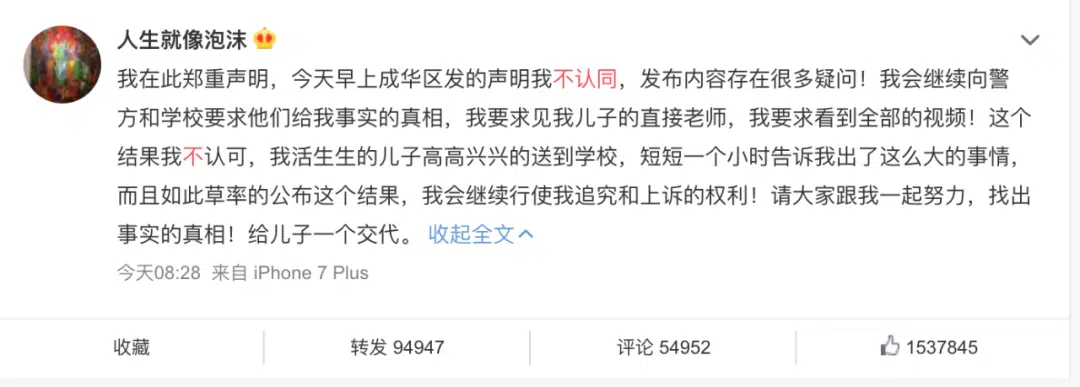 人生就像泡沫
我在此郑重声明，今天早上成华区发的声明我不认同，发布内容存在很多疑问！我会继续向警
方和学校要求他们给我事实的真相，我要求见我儿子的直接老师，我要求看到全部的视频！这个
结果我不认可，我活生生的儿子高高兴兴的送到学校，短短一个小时告诉我出了这么大的事情，
而且如此草率的公布这个结果，我会继续行使我追究和上诉的权利！请大家跟我一起努力，找出
事实的真相！给儿子一个交代。 收起全文
今天08:28 来自 iPhone 7 Plus
收藏 转发 94947 评论 54952 1537845